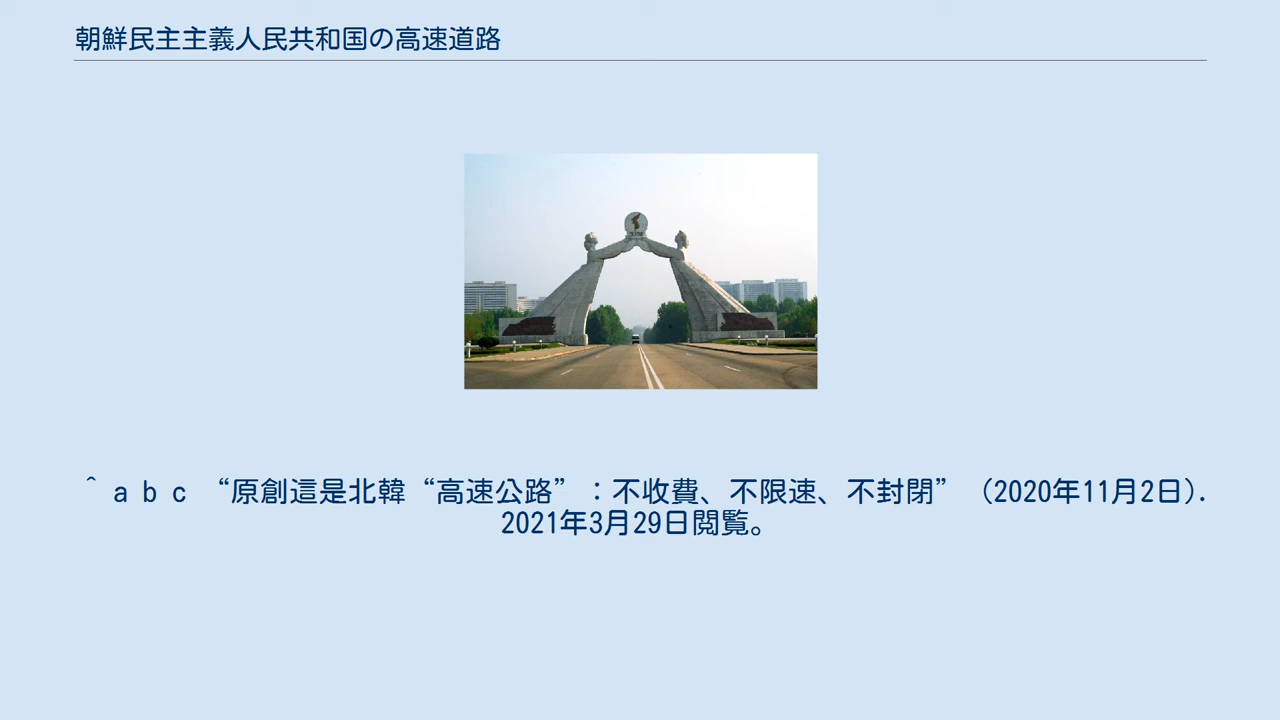 朝鮮民主主義人民共和国の高速道路
^ a b c “原創這是北韓“高速公路”：不收費、不限速、不封閉” (2020年11月2日).
2021年3月29日閲覧。